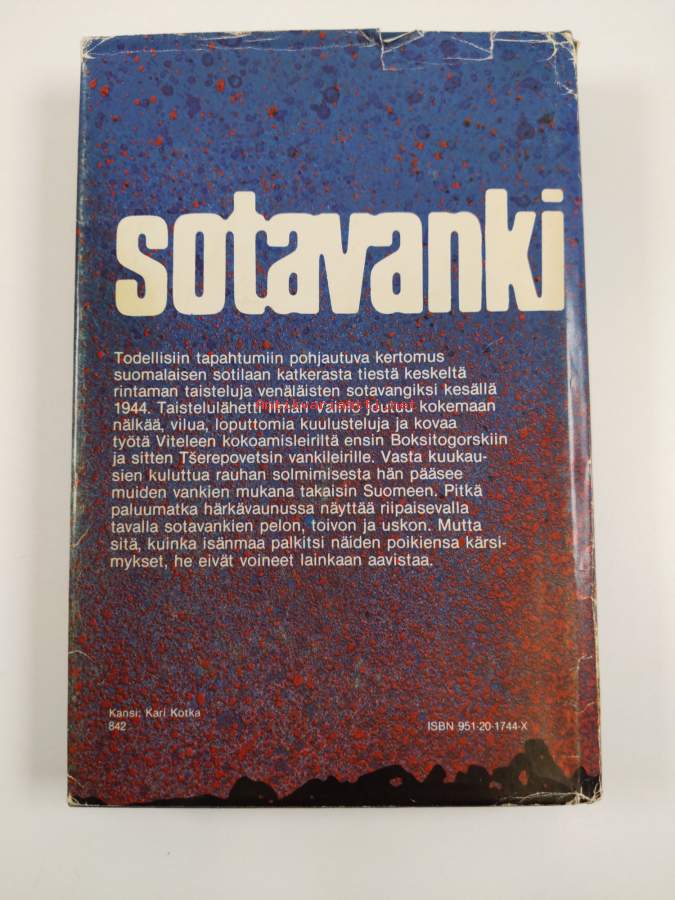 sotavanki
Todellisiin tapahtumiin pohjautuva kertomus
suomalaisen sotilaan katkerasta tiestä keskeltä
rintaman taisteluja venäläisten sotavangiksi kesällä
1944. Taistelulähetti Ilmari Vainio joutuu kokemaan
nälkää, vilua, loputtomia kuulusteluja ja kovaa
työtä Viteleen kokoamisleiriltä ensin Boksitogorskiin
ja sitten Tšerepovetsin vankileirille. Vasta kuukau-
sien kuluttua rauhan solmimisesta hän pääsee
muiden vankien mukana takaisin Suomeen. Pitkä
paluumatka härkävaunussa näyttää riipaisevalla
tavalla sotavankien pelon, toivon ja uskon. Mutta
sitä, kuinka isänmaa palkitsi näiden poikiensa kärsi-
mykset, he eivät voineet lainkaan aavistaa.
Kansi: Kari Kotka
842
ISBN 951-20-1744-X